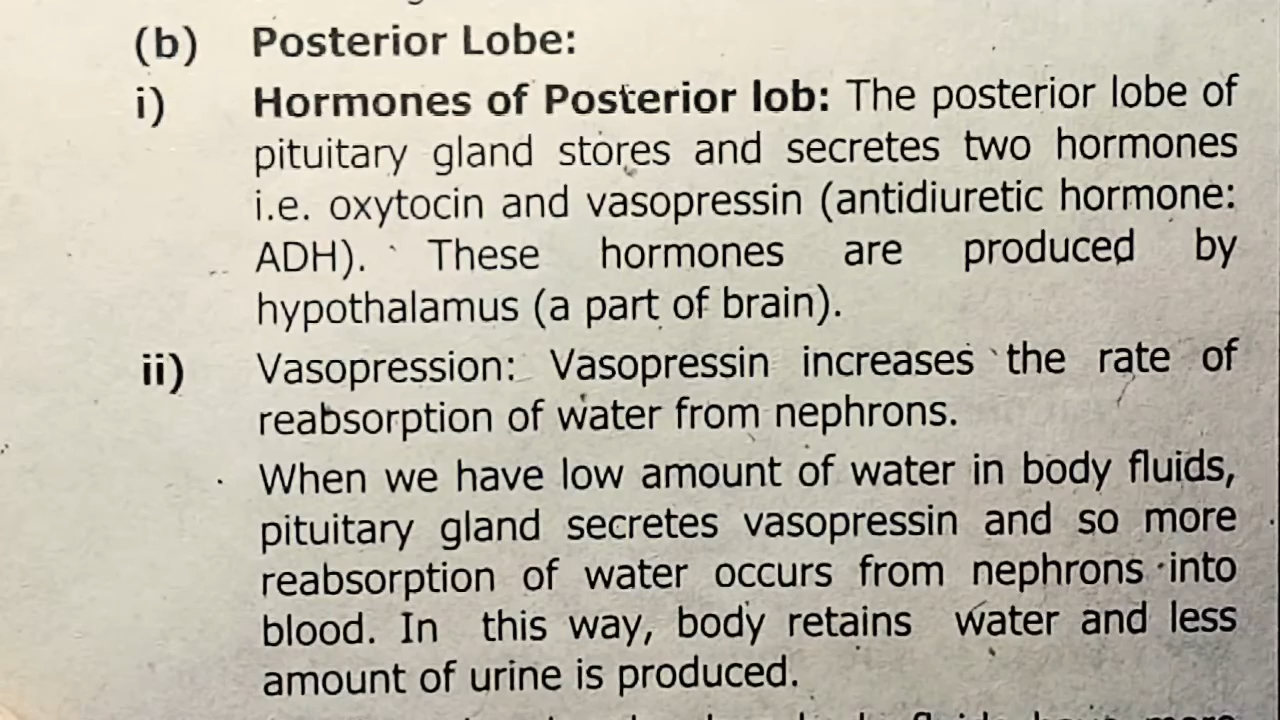 (b) Posterior Lobe:
i) Hormones of Posterior lob: The posterior lobe of
pituitary gland stores and secretes two hormones
i.e. oxytocin and vasopressin (antidiuretic hormone:
ADH). These hormones are produced by
hypothalamus (a part of brain).
ii) Vasopression: Vasopressin increases the rate of
reabsorption of water from nephrons.
When we have low amount of water in body fluids,
pituitary gland secretes vasopressin and so more
reabsorption of water occurs from nephrons into
blood. In this way, body retains water and less
amount of urine is produced.